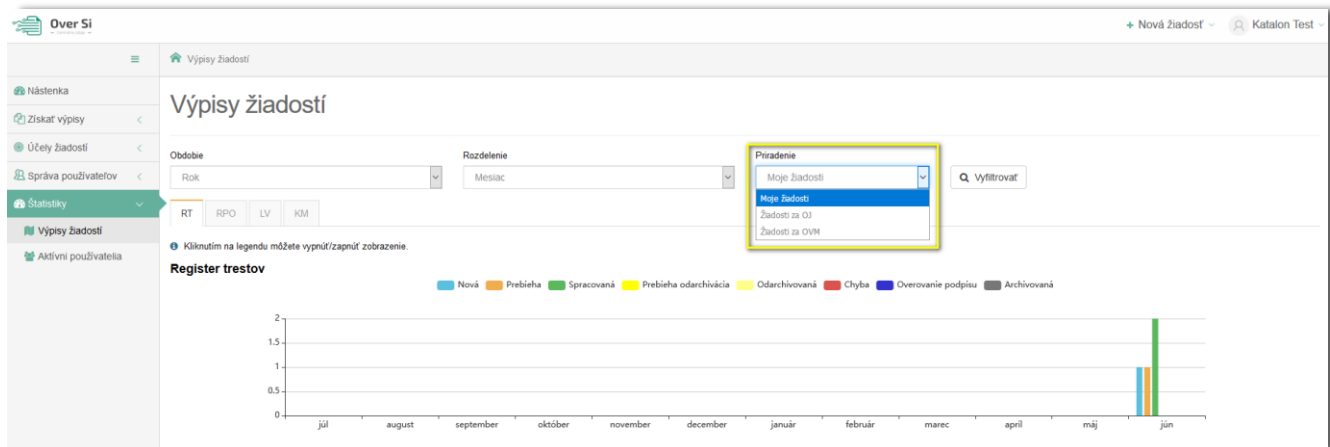 Over Si
+ Nová žiadosť
Katalon Test
Výpisy žiadostí
Nástenka
Získať výpisy
Účely žiadostí
Správa používateľov
Štatistiky
Výpisy žiadostí
Aktívni používatelia
Výpisy žiadostí
Obdobie
Rok
Rozdelenie
Mesiac
Priradenie
Moje žiadosti
Moje žiadosti
Žiadosti za OJ
Žiadosti za OVM
Vyfiltrovať
RT RPO LV KM
Kliknutím na legendu môžete vypnúť/zapnúť zobrazenie.
Register trestov
Nová Prebieha Spracovaná Prebieha odarchivácia Odarchivovaná Chyba Overovanie podpisu Archivovaná
2
1.5
1
0.5
0
júl august september október november december január február marec apríl máj jún